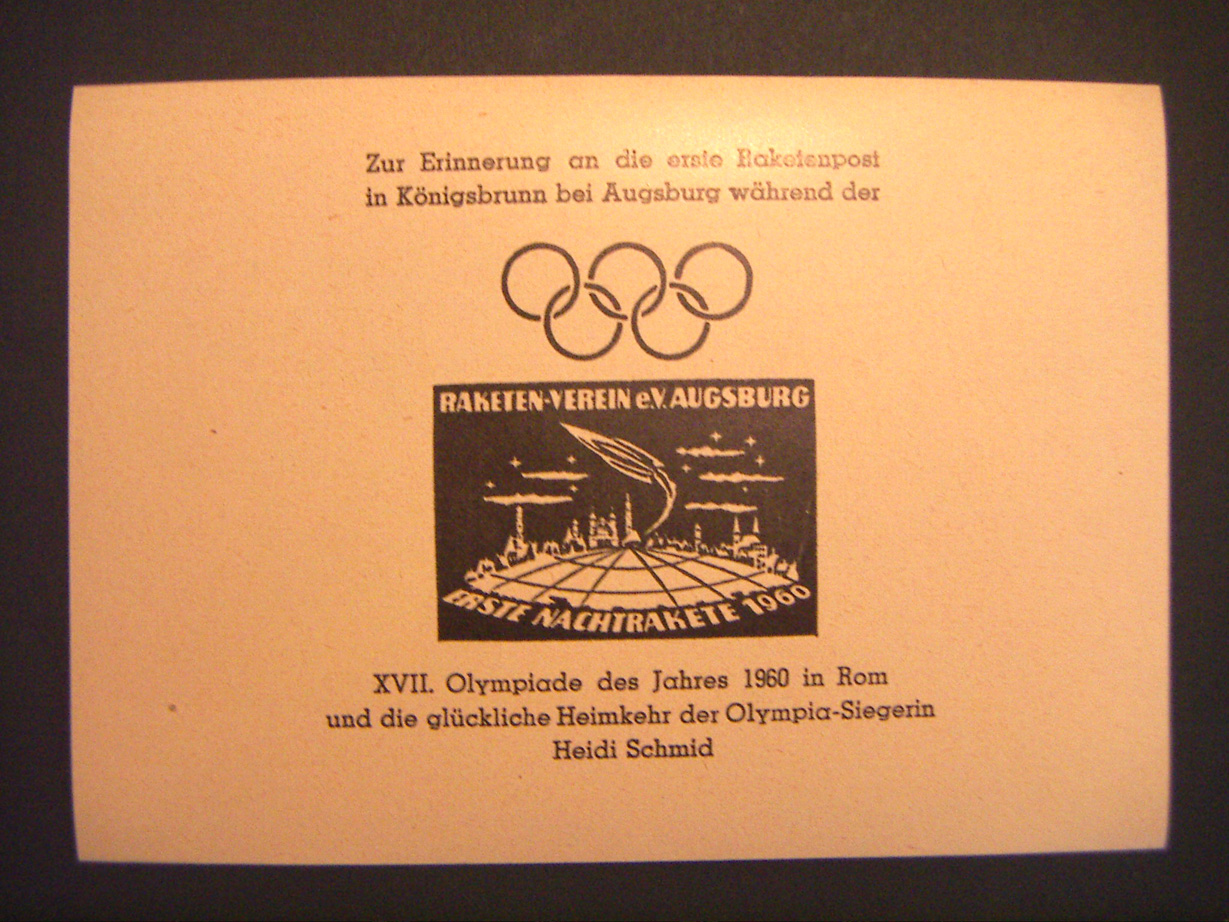 Zur Erinnerung an die erste Raketenpost
in Königsbrunn bei Augsburg während der
RAKETEN-VEREIN e.V. AUGSBURG
ERSTE NACHTRAKETE 1960
XVII. Olympiade des Jahres 1960 in Rom
und die glückliche Heimkehr der Olympia-Siegerin
Heidi Schmid